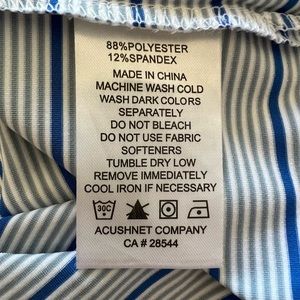 88%POLYESTER
12%SPANDEX
MADE IN CHINA
MACHINE WASH COLD
WASH DARK COLORS
SEPARATELY
DO NOT BLEACH
DO NOT USE FABRIC
SOFTENERS
TUMBLE DRY LOW
REMOVE IMMEDIATELY
COOL IRON IF NECESSARY
30C
ACUSHNET COMPANY
CA # 28544